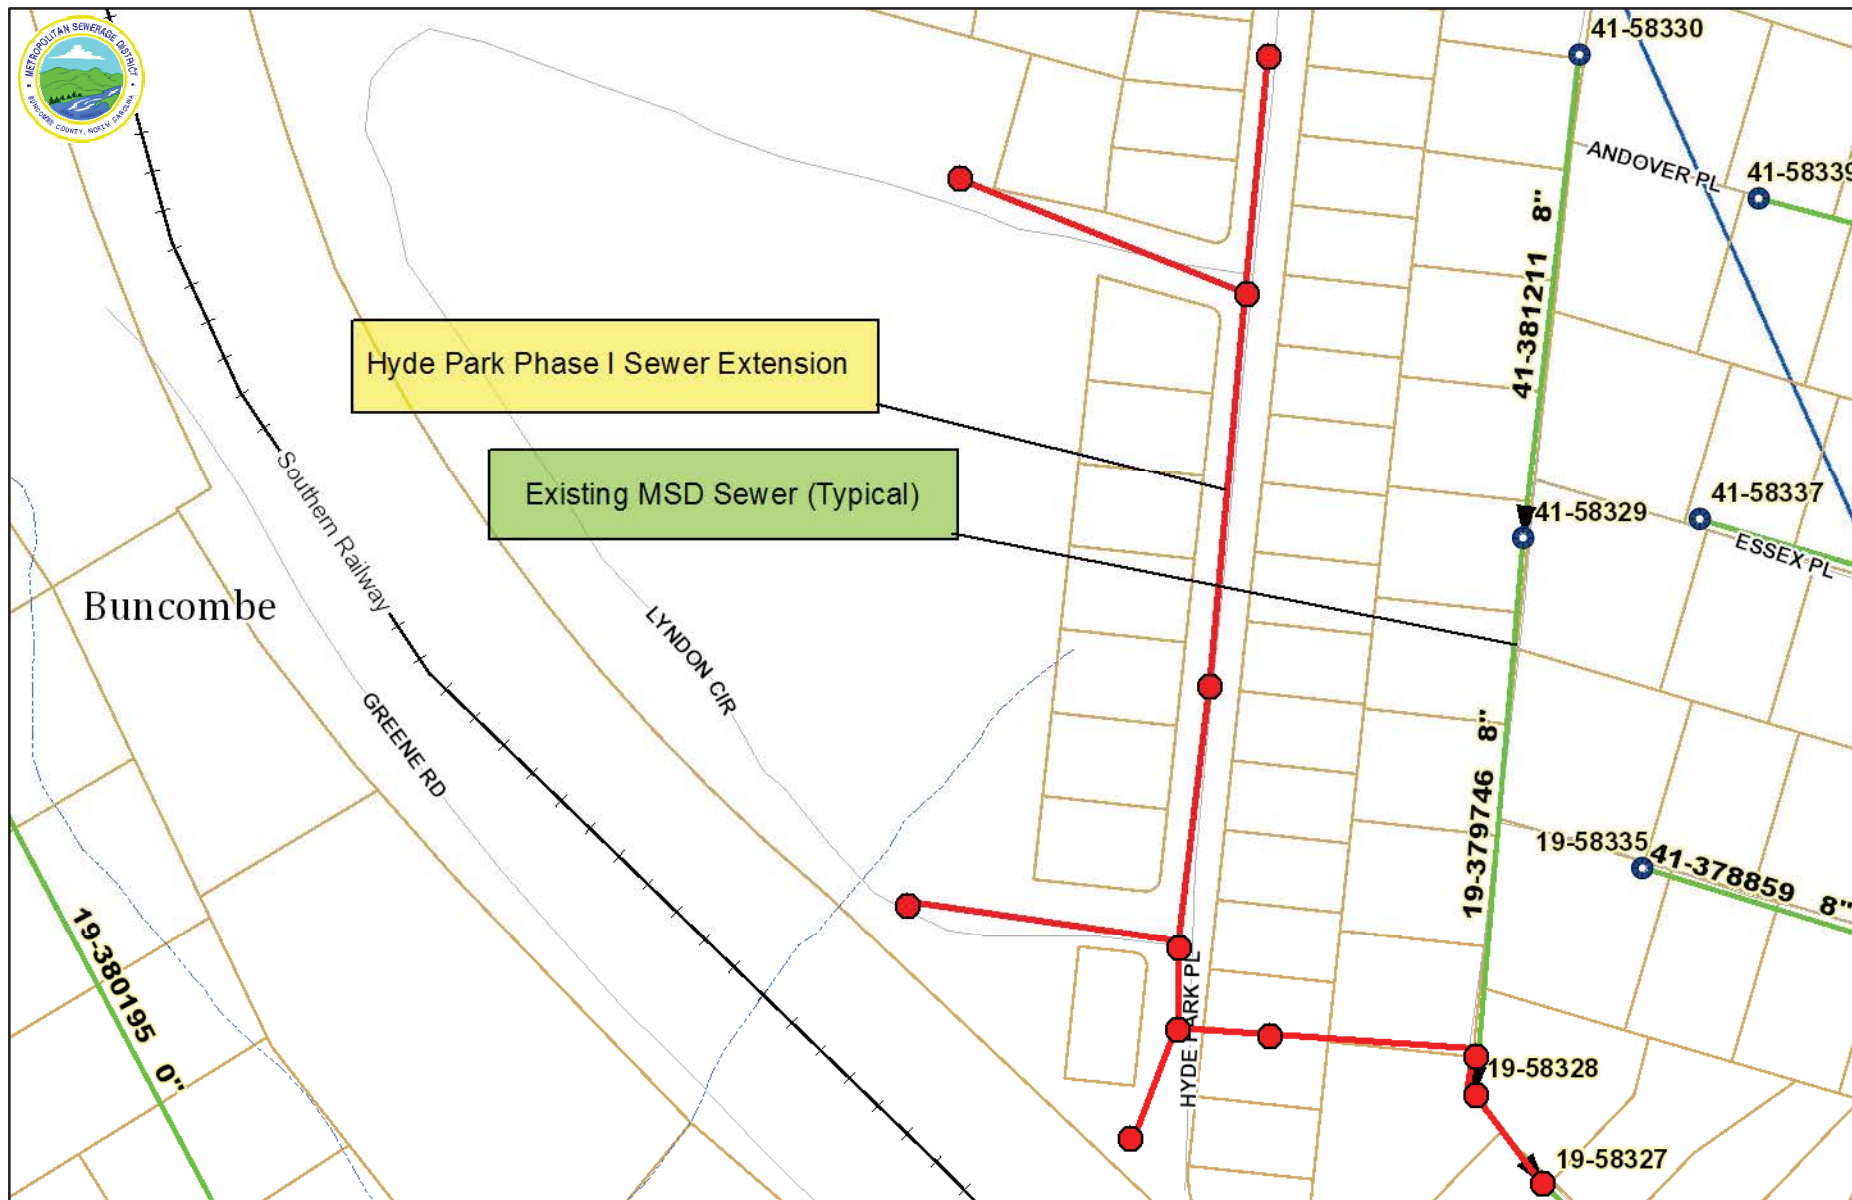 METROPOLITAN SEWERAGE DISTRICT
BUNCOMBE COUNTY, NORTH CAROLINA
41-58330
ANDOVER PL
41-58339
41-381211 8"
Hyde Park Phase I Sewer Extension
Existing MSD Sewer (Typical)
Southern Railway
41-58337
41-58329
ESSEX PL
Buncombe
LYNDON CIR
GREENE RD
19-379746 8"
19-58335
41-378859 8"
19-380195 0"
HYDE PARK PL
19-58328
19-58327